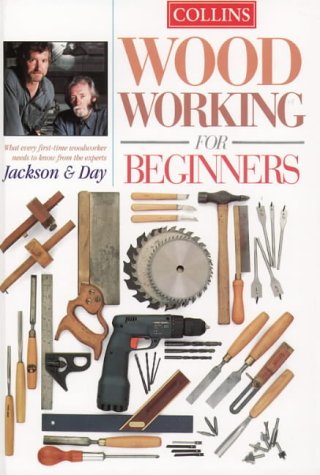 COLLINS
WOOD
WORKING
FOR
BEGINNERS
What every first-time woodworker
needs to know from the experts
Jackson & Day